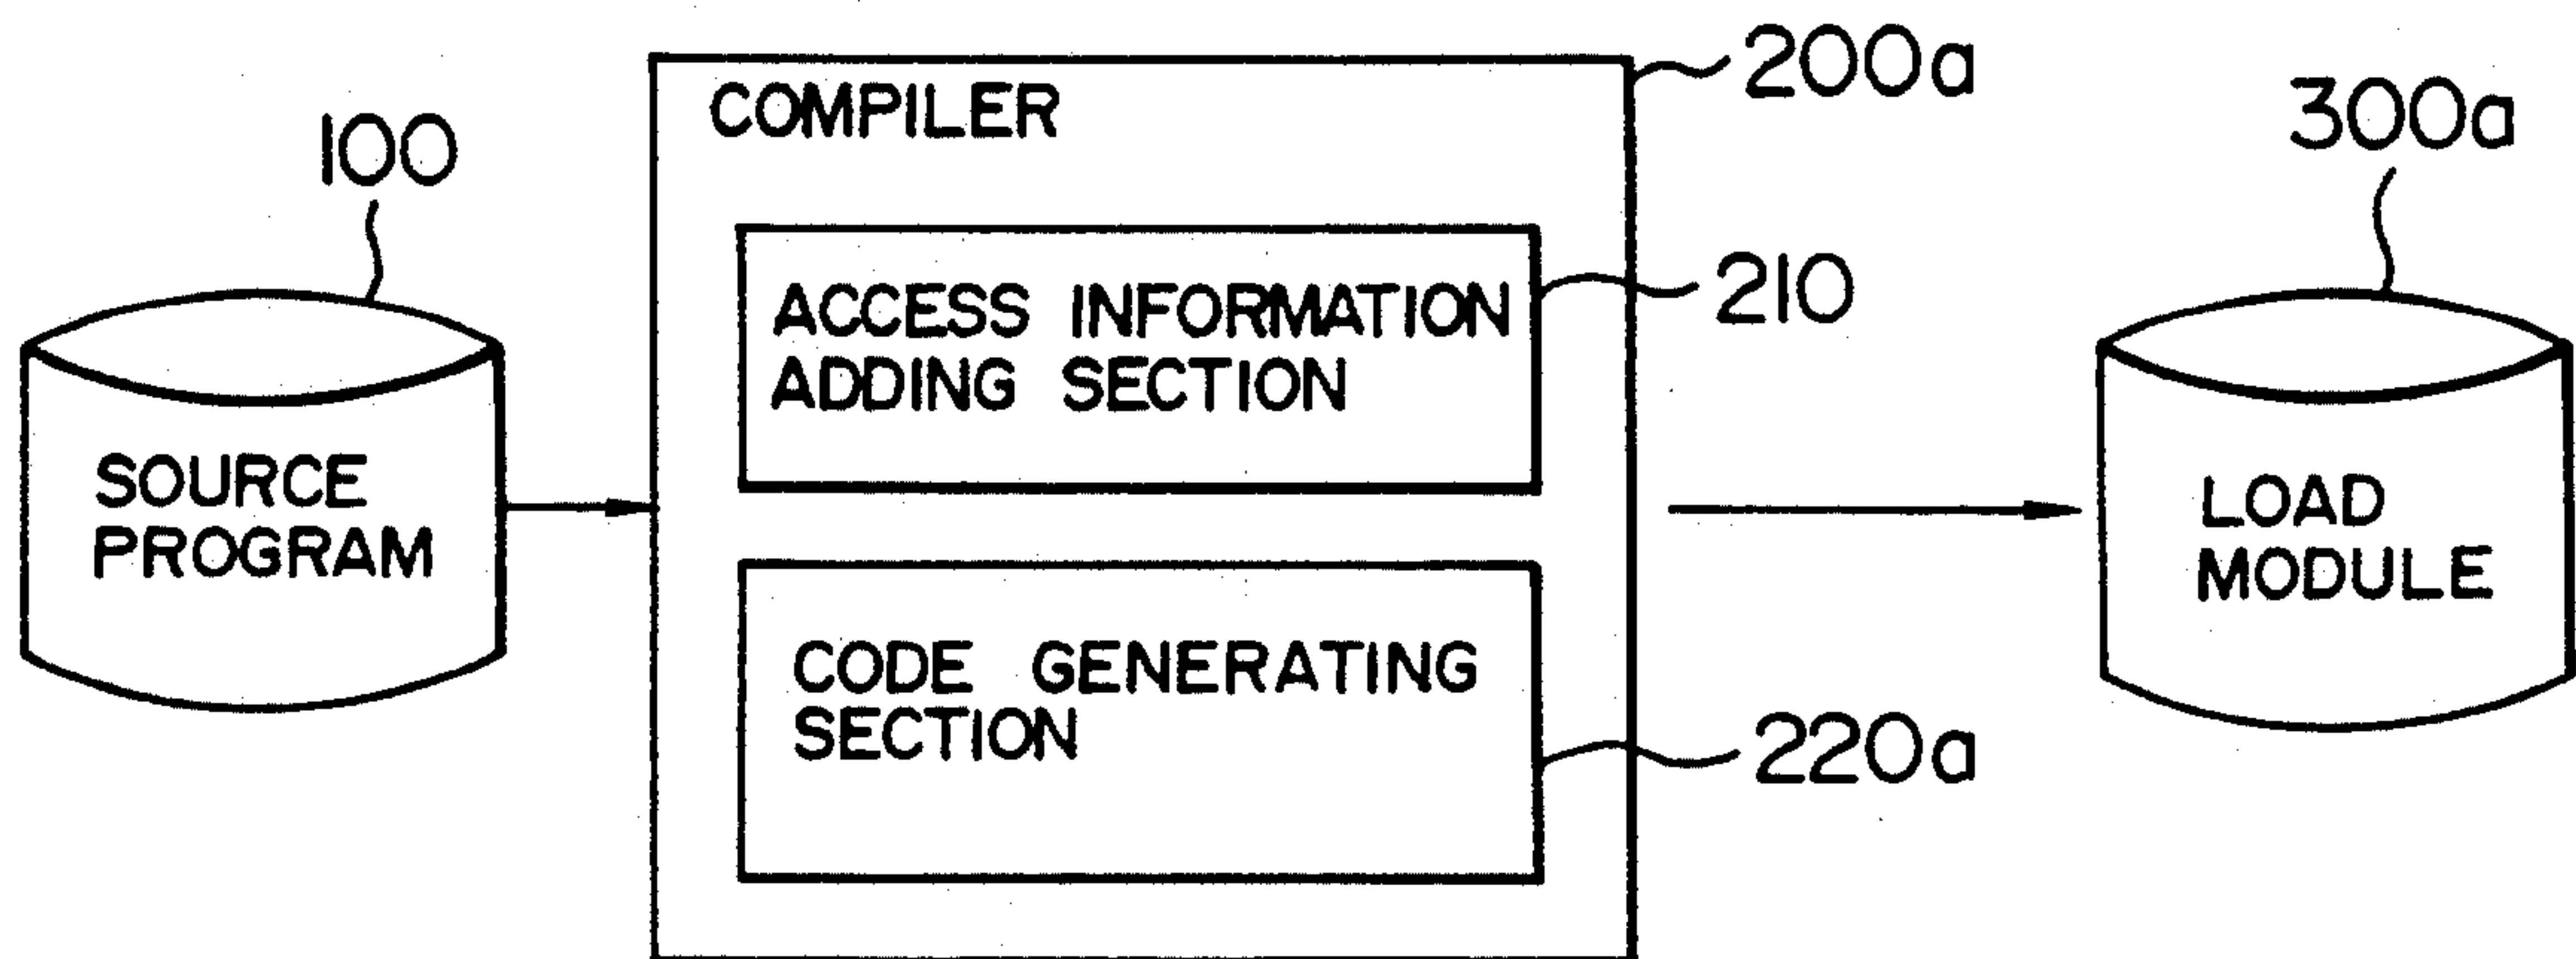 100
SOURCE
PROGRAM
COMPILER
200a
ACCESS INFORMATION
ADDING SECTION
210
CODE GENERATING
SECTION
220a
300a
LOAD
MODULE